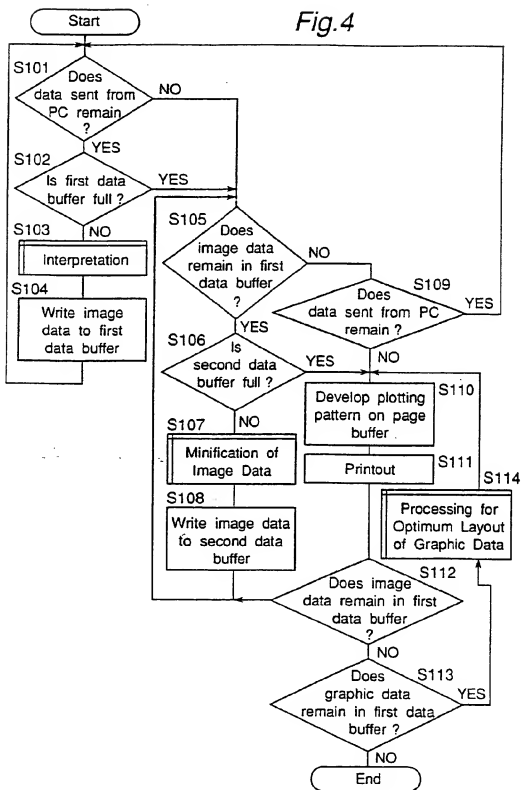 Fig.4
Start
S101
Does
data sent from
PC remain
?
NO
YES
S102
Is first data
buffer full ?
YES
NO
S103
Interpretation
S104
Write image
data to first
data buffer
S105
Does
image data
remain in first
data buffer
?
NO
YES
S109
Does
data sent from PC
remain ?
YES
NO
S106
Is
second data
buffer full ?
YES
NO
S107
Minification of
Image Data
S108
Write image data
to second data
buffer
S110
Develop plotting
pattern on page
buffer
S111
Printout
S114
Processing for
Optimum Layout
of Graphic Data
S112
Does image
data remain in first
data buffer
?
NO
S113
Does
graphic data
remain in first data
buffer ?
YES
NO
End